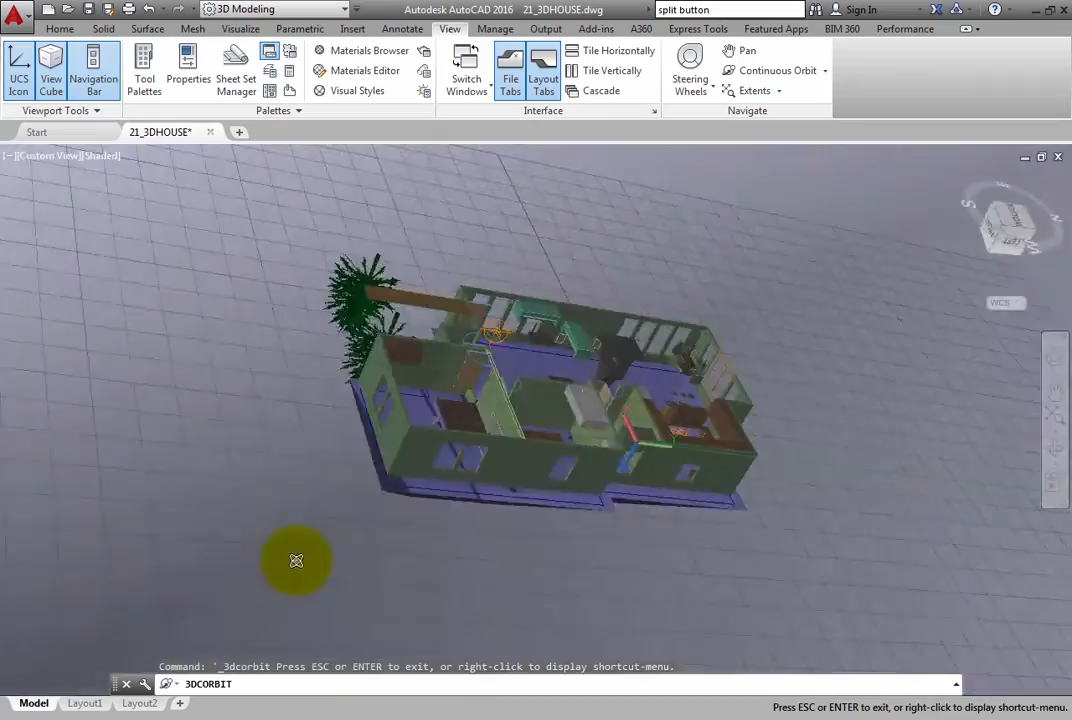 3D Modeling
Autodesk AutoCAD 2016 21_3DHOUSE.dwg
split button
Sign In
Home Solid Surface Mesh Visualize Parametric Insert Annotate View Manage Output Add-ins A360 Express Tools Featured Apps BIM 360 Performance
UCS Icon
View Cube
Navigation Bar
Viewport Tools
Tool Palettes
Properties
Sheet Set Manager
Materials Browser
Materials Editor
Visual Styles
Palettes
Switch Windows
File Tabs
Layout Tabs
Tile Horizontally
Tile Vertically
Cascade
Interface
Steering Wheels
Pan
Continuous Orbit
Extents
Navigate
Start
21_3DHOUSE*
[−][Custom View][Shaded]
S
N
W
WCS
Command: '_3dcorbit Press ESC or ENTER to exit, or right-click to display shortcut-menu.
3DCORBIT
Model Layout1 Layout2
Press ESC or ENTER to exit, or right-click to display shortcut-menu.